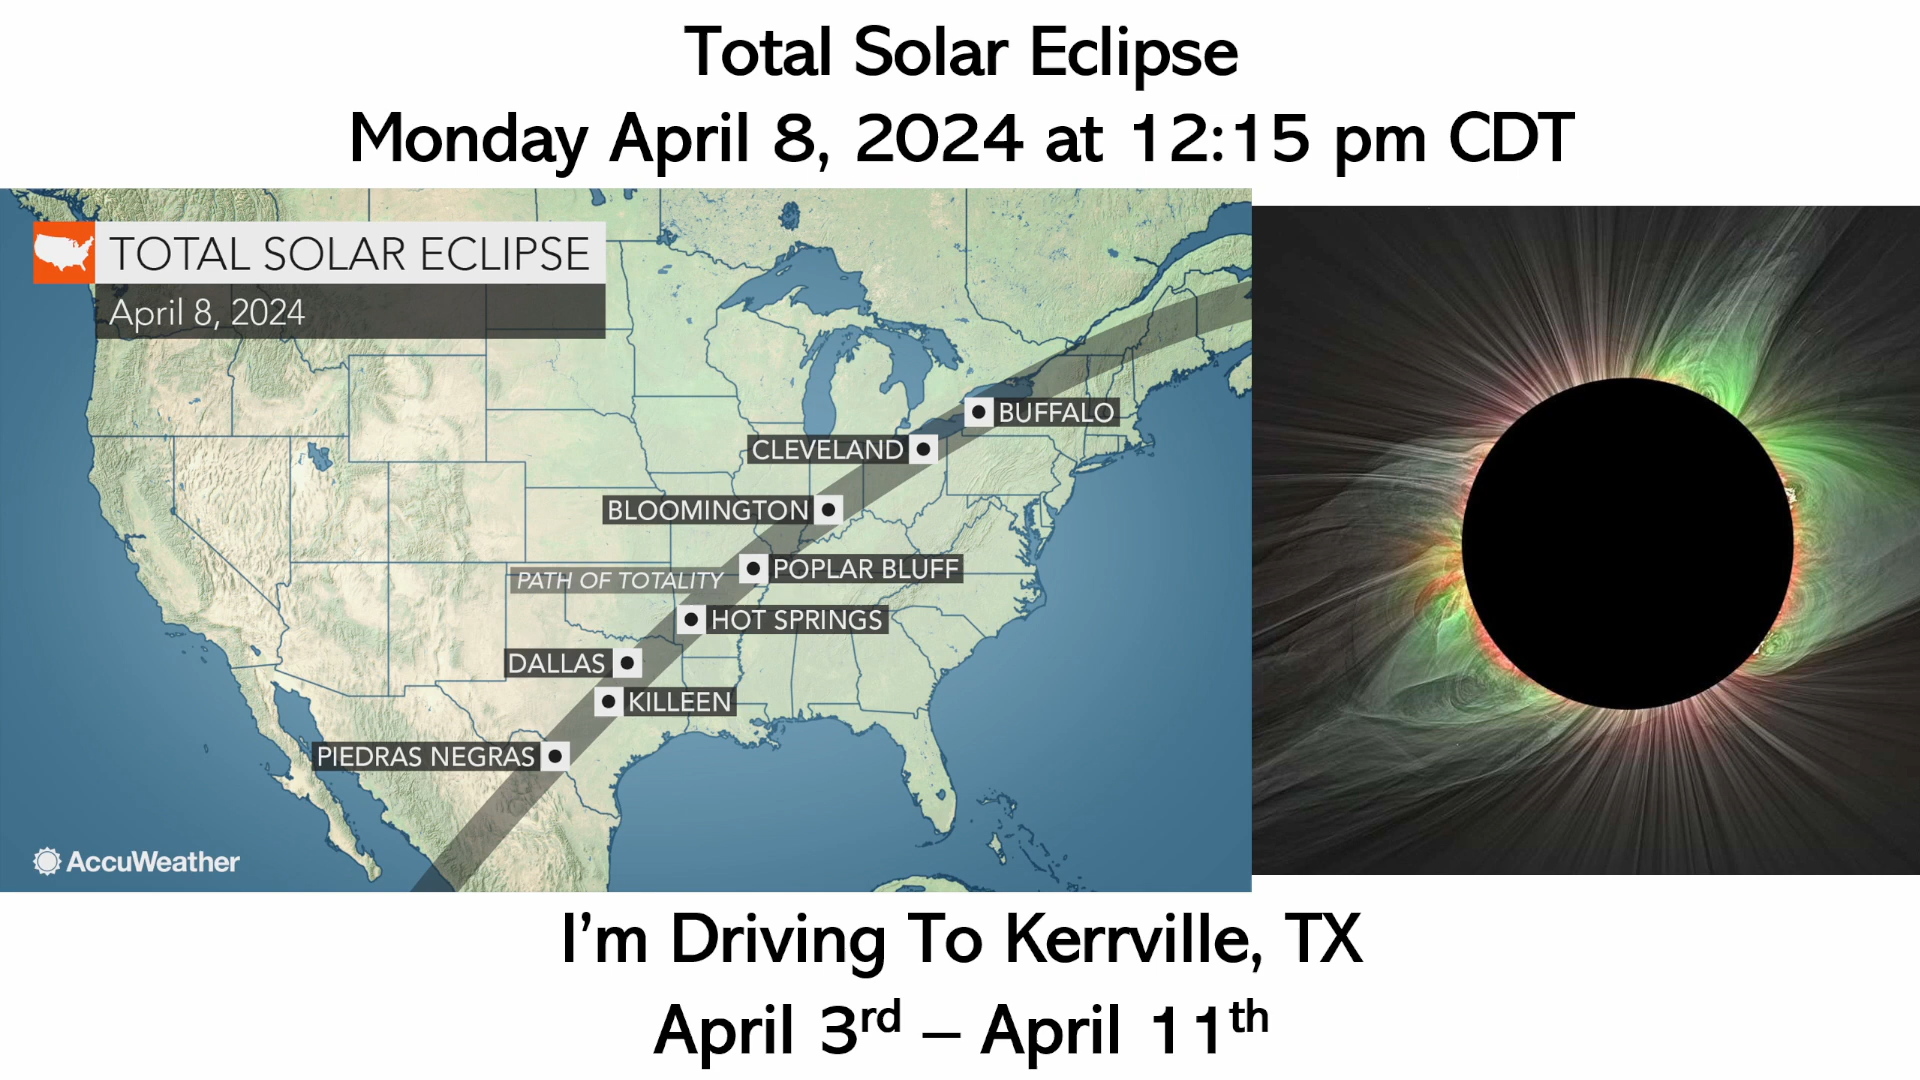 Total Solar Eclipse
Monday April 8, 2024 at 12:15 pm CDT
TOTAL SOLAR ECLIPSE
April 8, 2024
BUFFALO
CLEVELAND
BLOOMINGTON
POPLAR BLUFF
PATH OF TOTALITY
HOT SPRINGS
DALLAS
KILLEEN
PIEDRAS NEGRAS
AccuWeather
I’m Driving To Kerrville, TX
April 3rd – April 11th